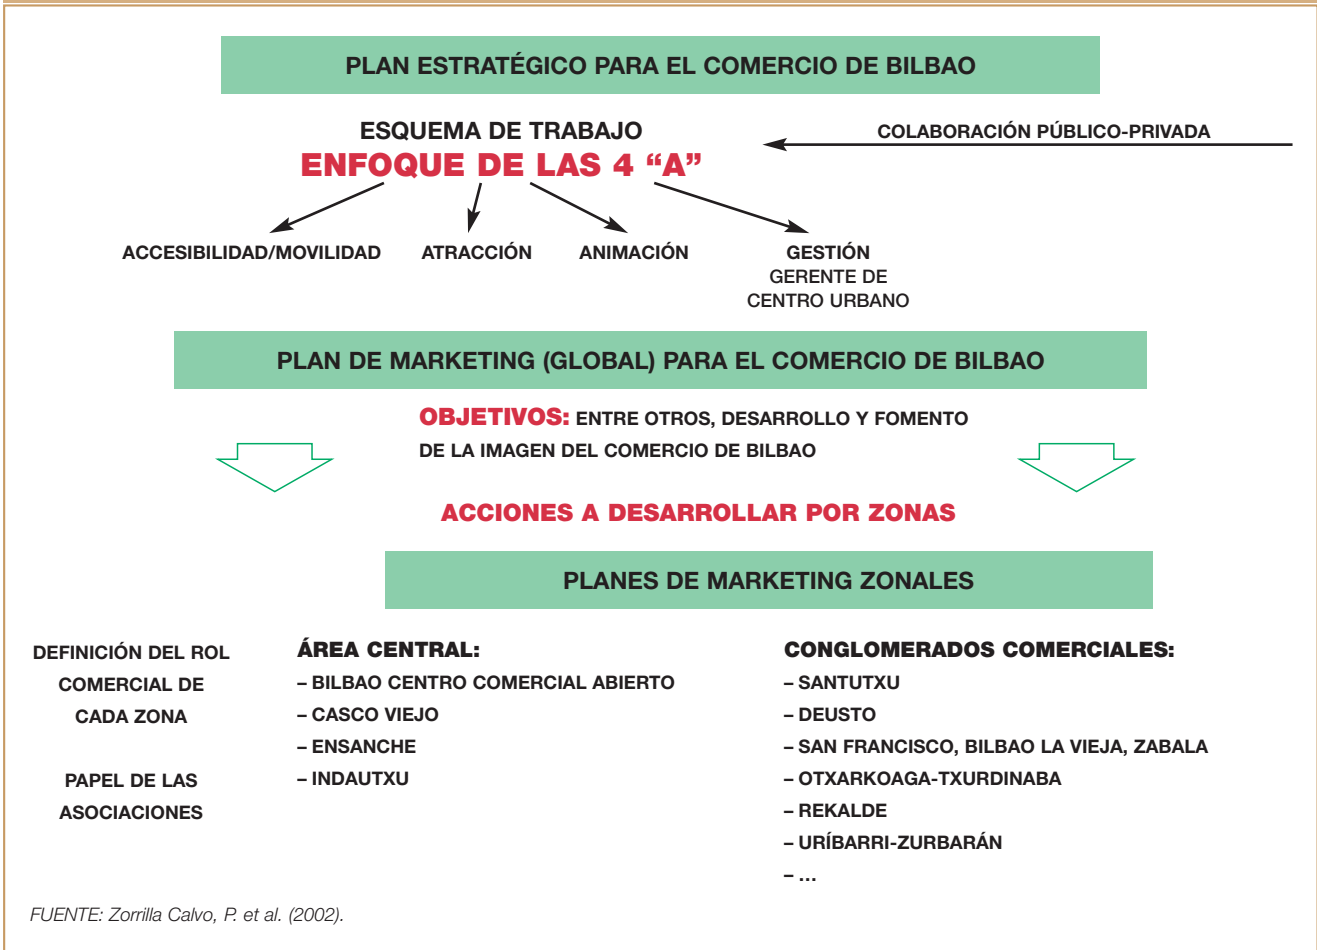 PLAN ESTRATÉGICO PARA EL COMERCIO DE BILBAO
ESQUEMA DE TRABAJO
ENFOQUE DE LAS 4 “A”
COLABORACIÓN PÚBLICO-PRIVADA
ACCESIBILIDAD/MOVILIDAD
ATRACCIÓN
ANIMACIÓN
GESTIÓN
GERENTE DE
CENTRO URBANO
PLAN DE MARKETING (GLOBAL) PARA EL COMERCIO DE BILBAO
OBJETIVOS: ENTRE OTROS, DESARROLLO Y FOMENTO
DE LA IMAGEN DEL COMERCIO DE BILBAO
ACCIONES A DESARROLLAR POR ZONAS
PLANES DE MARKETING ZONALES
DEFINICIÓN DEL ROL
COMERCIAL DE
CADA ZONA
PAPEL DE LAS
ASOCIACIONES
ÁREA CENTRAL:
– BILBAO CENTRO COMERCIAL ABIERTO
– CASCO VIEJO
– ENSANCHE
– INDAUTXU
CONGLOMERADOS COMERCIALES:
– SANTUTXU
– DEUSTO
– SAN FRANCISCO, BILBAO LA VIEJA, ZABALA
– OTXARKOAGA-TXURDINABA
– REKALDE
– URÍBARRI-ZURBARÁN
– ...
FUENTE: Zorrilla Calvo, P. et al. (2002).